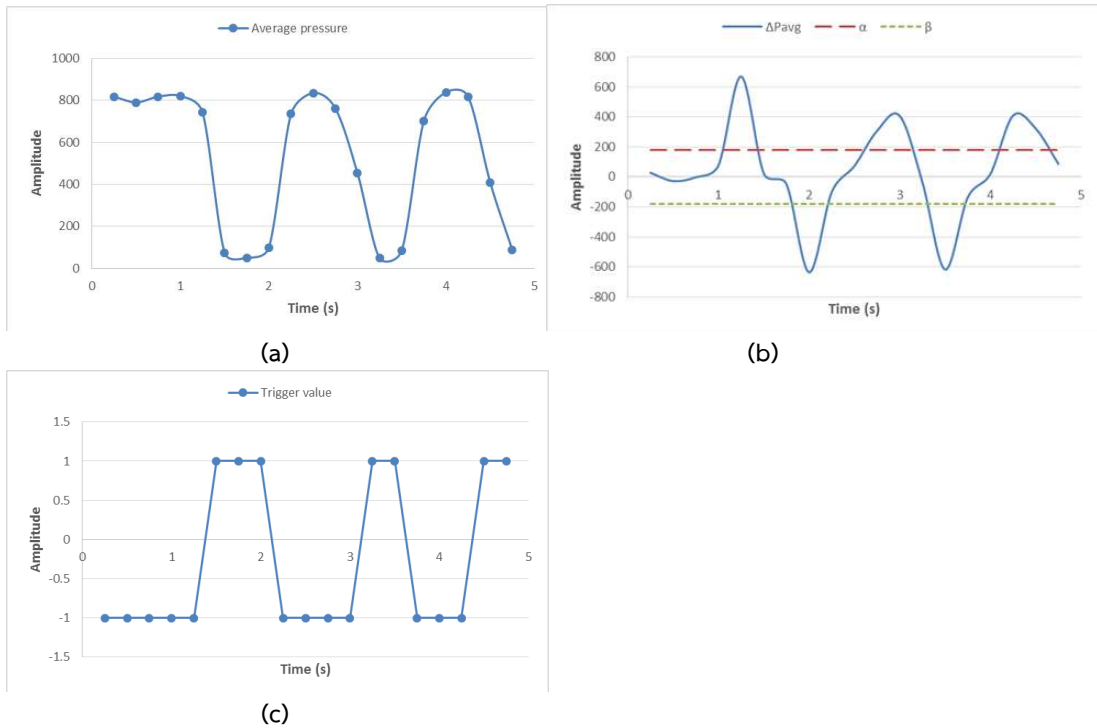 Average pressure
1000
800
600
400
200
0
0 1 2 3 4 5
Amplitude
Time (s)
(a)
ΔPavg α β
800
600
400
200
0
-200
-400
-600
-800
0 1 2 3 4 5
Amplitude
Time (s)
(b)
Trigger value
1.5
1
0.5
0
-0.5
-1
-1.5
0 1 2 3 4 5
Amplitude
Time (s)
(c)